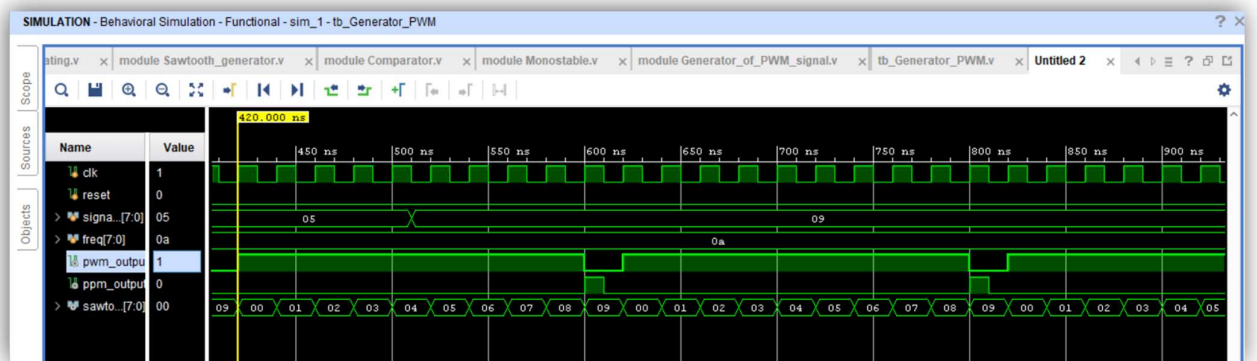 SIMULATION - Behavioral Simulation - Functional - sim_1 - tb_Generator_PWM ? ×
ating.v × module Sawtooth_generator.v × module Comparator.v × module Monostable.v × module Generator_of_PWM_signal.v × tb_Generator_PWM.v × Untitled 2 × ?
Scope
Sources
Objects
420.000 ns
Name Value 450 ns 500 ns 550 ns 600 ns 650 ns 700 ns 750 ns 800 ns 850 ns 900 ns
clk 1
reset 0
signa...[7:0] 05 05 09
freq[7:0] 0a 0a
pwm_outpu 1
ppm_output 0
sawto...[7:0] 00 09 00 01 02 03 04 05 06 07 08 09 00 01 02 03 04 05 06 07 08 09 00 01 02 03 04 05